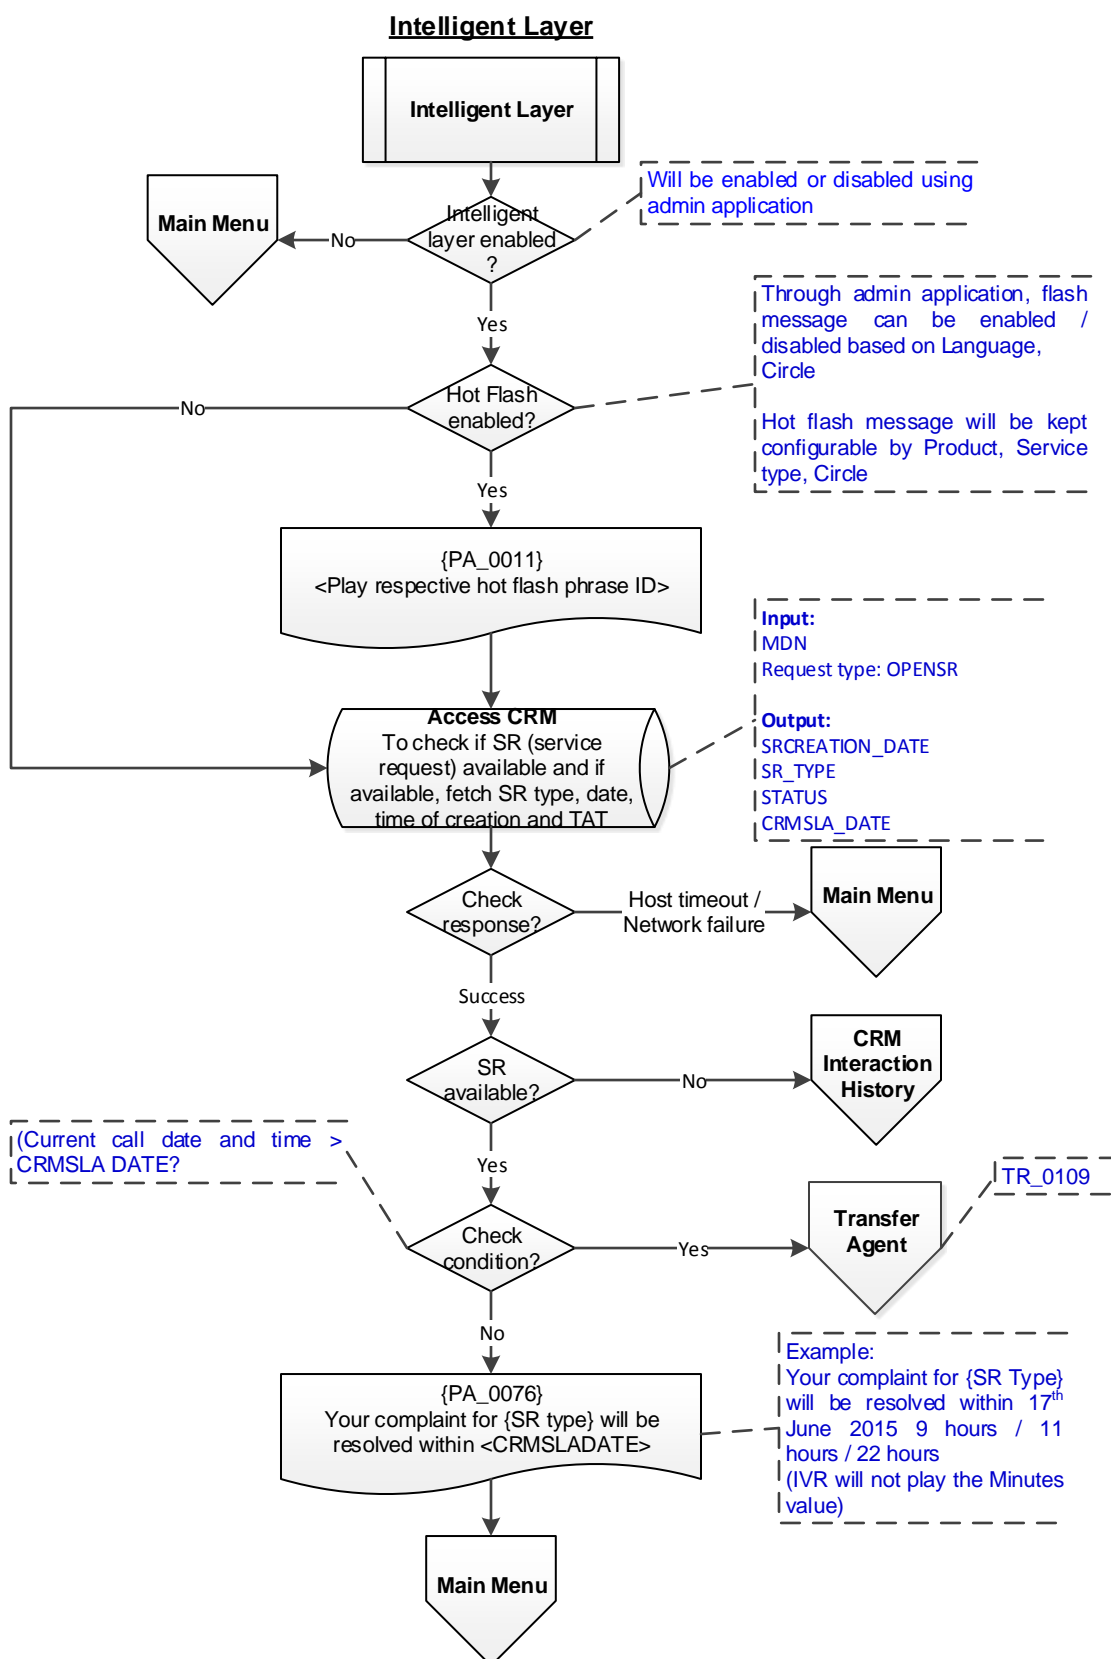 Intelligent Layer
Intelligent Layer
Will be enabled or disabled using
admin application
Main Menu
No
Intelligent
layer enabled
?
Yes
Through admin application, flash
message can be enabled /
disabled based on Language,
Circle
Hot flash message will be kept
configurable by Product, Service
type, Circle
No
Hot Flash
enabled?
Yes
{PA_0011}
<Play respective hot flash phrase ID>
Input:
MDN
Request type: OPENSR
Output:
SRCREATION_DATE
SR_TYPE
STATUS
CRMSLA_DATE
Access CRM
To check if SR (service
request) available and if
available, fetch SR type, date,
time of creation and TAT
Check
response?
Host timeout /
Network failure
Main Menu
Success
SR
available?
No
CRM
Interaction
History
(Current call date and time >
CRMSLA DATE?
Yes
TR_0109
Check
condition?
Yes
Transfer
Agent
No
{PA_0076}
Your complaint for {SR type} will be
resolved within <CRMSLADATE>
Example:
Your complaint for {SR Type}
will be resolved within 17th
June 2015 9 hours / 11
hours / 22 hours
(IVR will not play the Minutes
value)
Main Menu